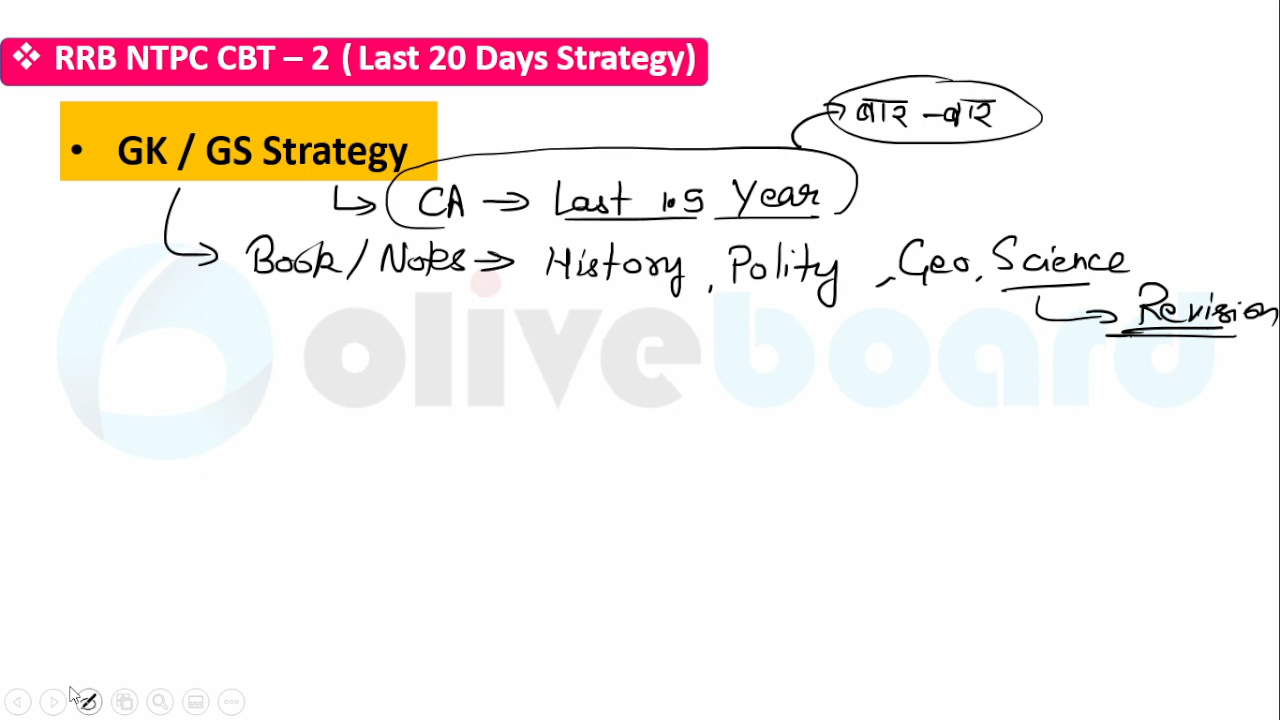 ❖ RRB NTPC CBT – 2 ( Last 20 Days Strategy)
बार - बार
• GK / GS Strategy
CA → Last 1.5 Year
Book / Notes → History, Polity, Geo, Science
Revision
oliveboard